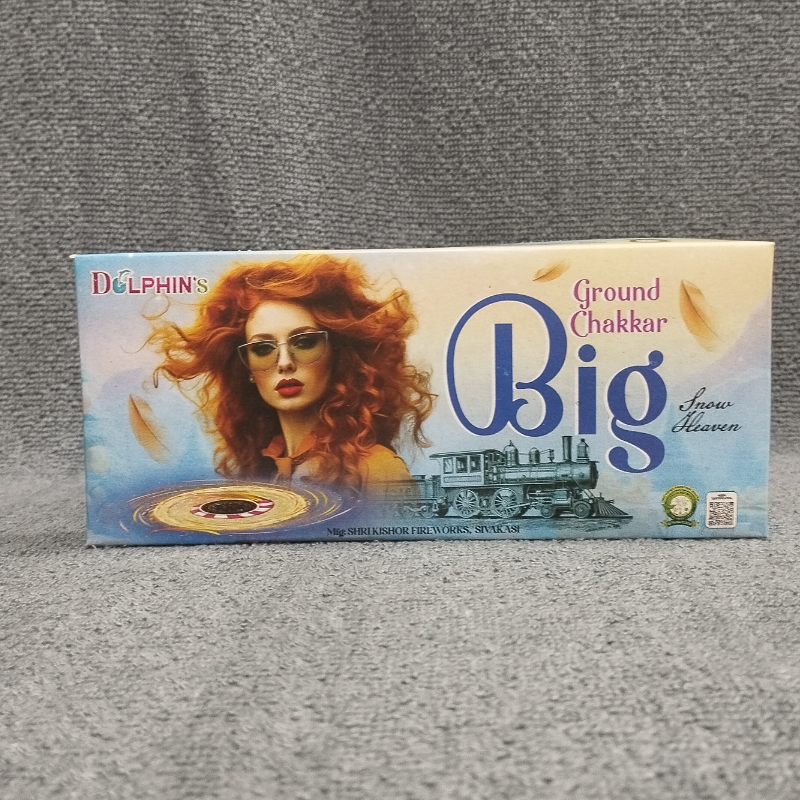 DOLPHIN's
Ground
Chakkar
Big
Snow
Heaven
Mfg: SHRI KISHOR FIREWORKS, SIVAKASI